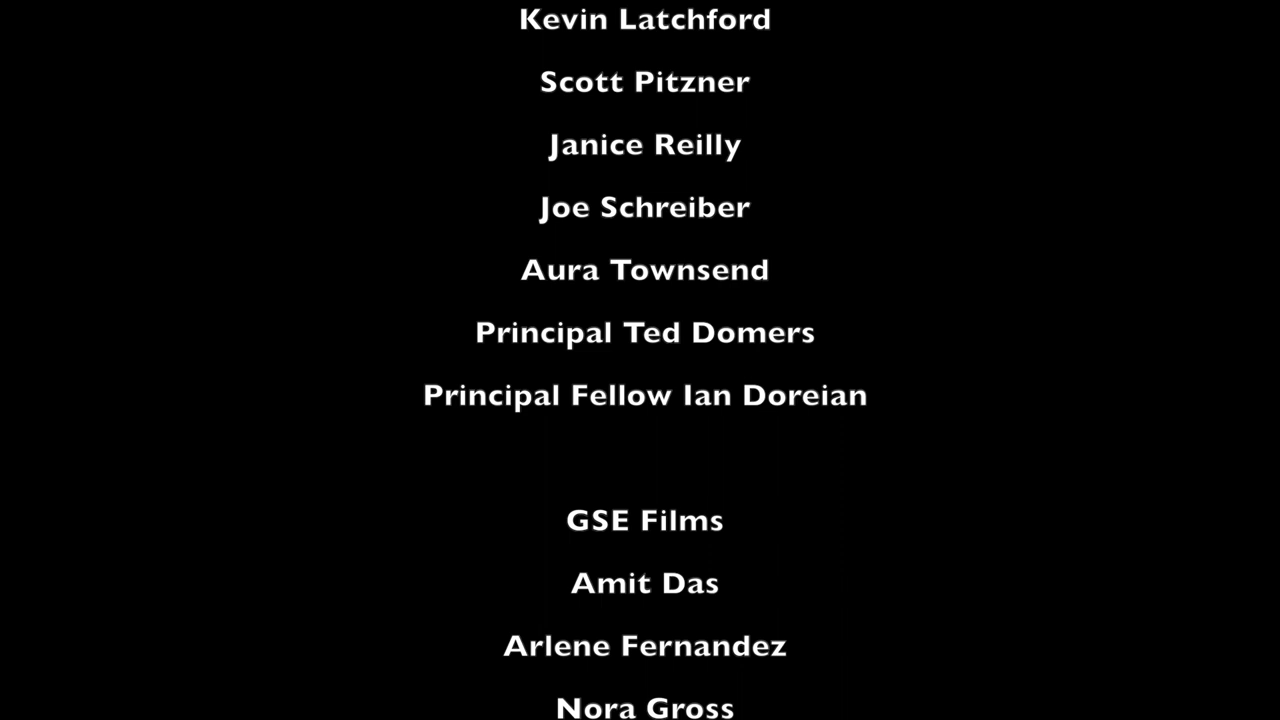 Kevin Latchford
Scott Pitzner
Janice Reilly
Joe Schreiber
Aura Townsend
Principal Ted Domers
Principal Fellow Ian Doreian
GSE Films
Amit Das
Arlene Fernandez
Nora Gross